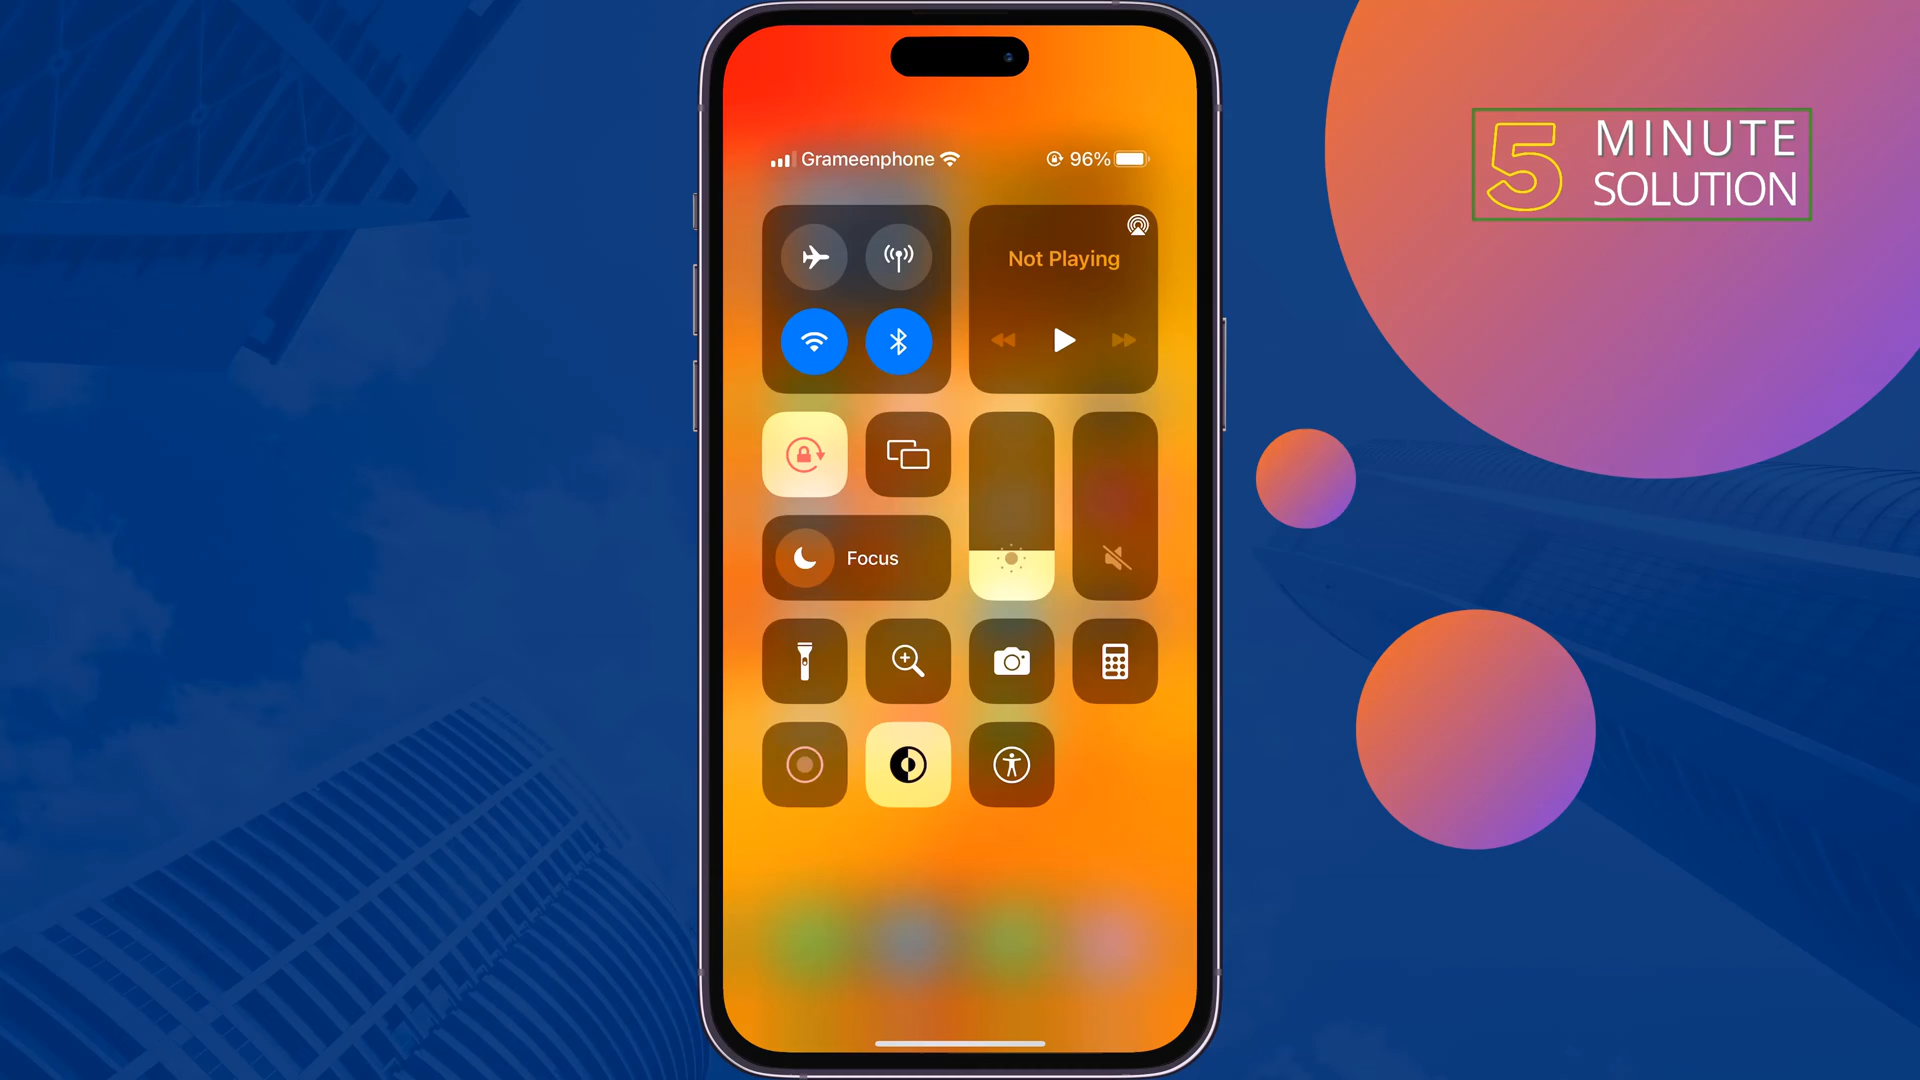 Grameenphone
96%
Not Playing
Focus
5 MINUTE
SOLUTION